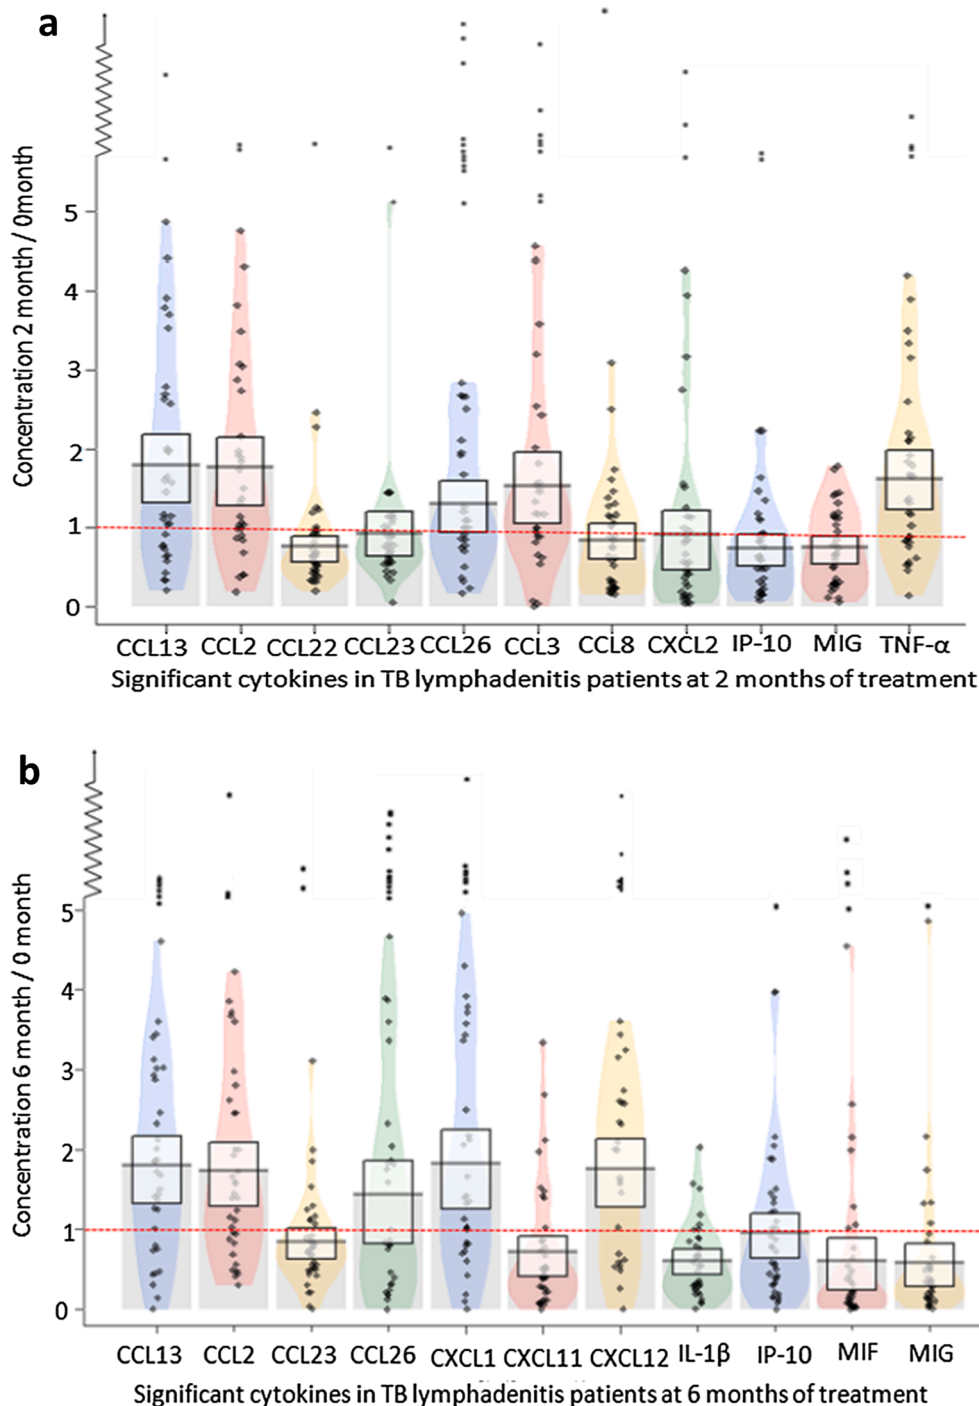 a
Concentration 2 month / 0month
5
4
3
2
1
0
CCL13 CCL2 CCL22 CCL23 CCL26 CCL3 CCL8 CXCL2 IP-10 MIG TNF-α
Significant cytokines in TB lymphadenitis patients at 2 months of treatment
b
Concentration 6 month / 0 month
5
4
3
2
1
0
CCL13 CCL2 CCL23 CCL26 CXCL1 CXCL11 CXCL12 IL-1β IP-10 MIF MIG
Significant cytokines in TB lymphadenitis patients at 6 months of treatment